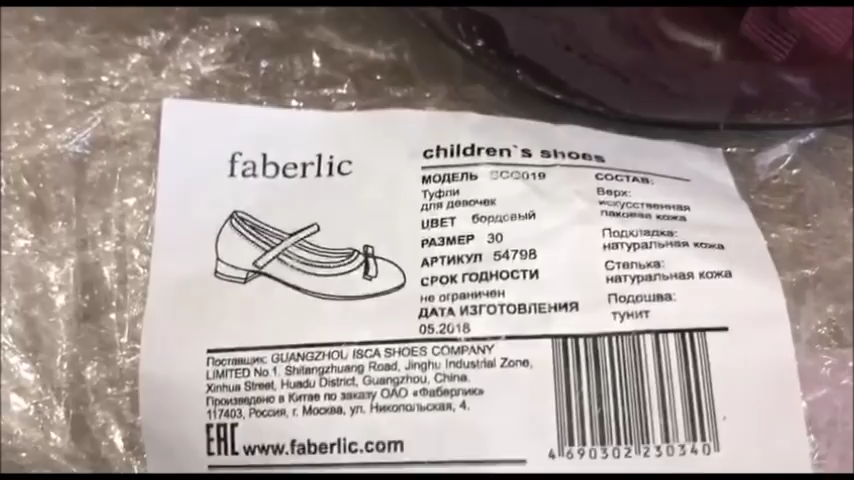 faberlic
children`s shoes
МОДЕЛЬ
Туфли
для девочек
ЦВЕТ бордовый
РАЗМЕР 30
АРТИКУЛ 54798
СРОК ГОДНОСТИ
не ограничен
ДАТА ИЗГОТОВЛЕНИЯ
05.2018
СОСТАВ:
Верх:
искусственная
лаковая кожа
Подкладка:
натуральная кожа
Стелька:
натуральная кожа
Подошва:
тунит
Поставщик: GUANGZHOU ISCA SHOES COMPANY
LIMITED No 1. Shitangzhuang Road, Jinghu Industrial Zone,
Xinhua Street, Huadu District, Guangzhou, China.
Произведено в Китае по заказу ОАО «Фаберлик»
117403, Россия, г. Москва, ул. Никопольская, 4.
EAC www.faberlic.com
4 690302 230340